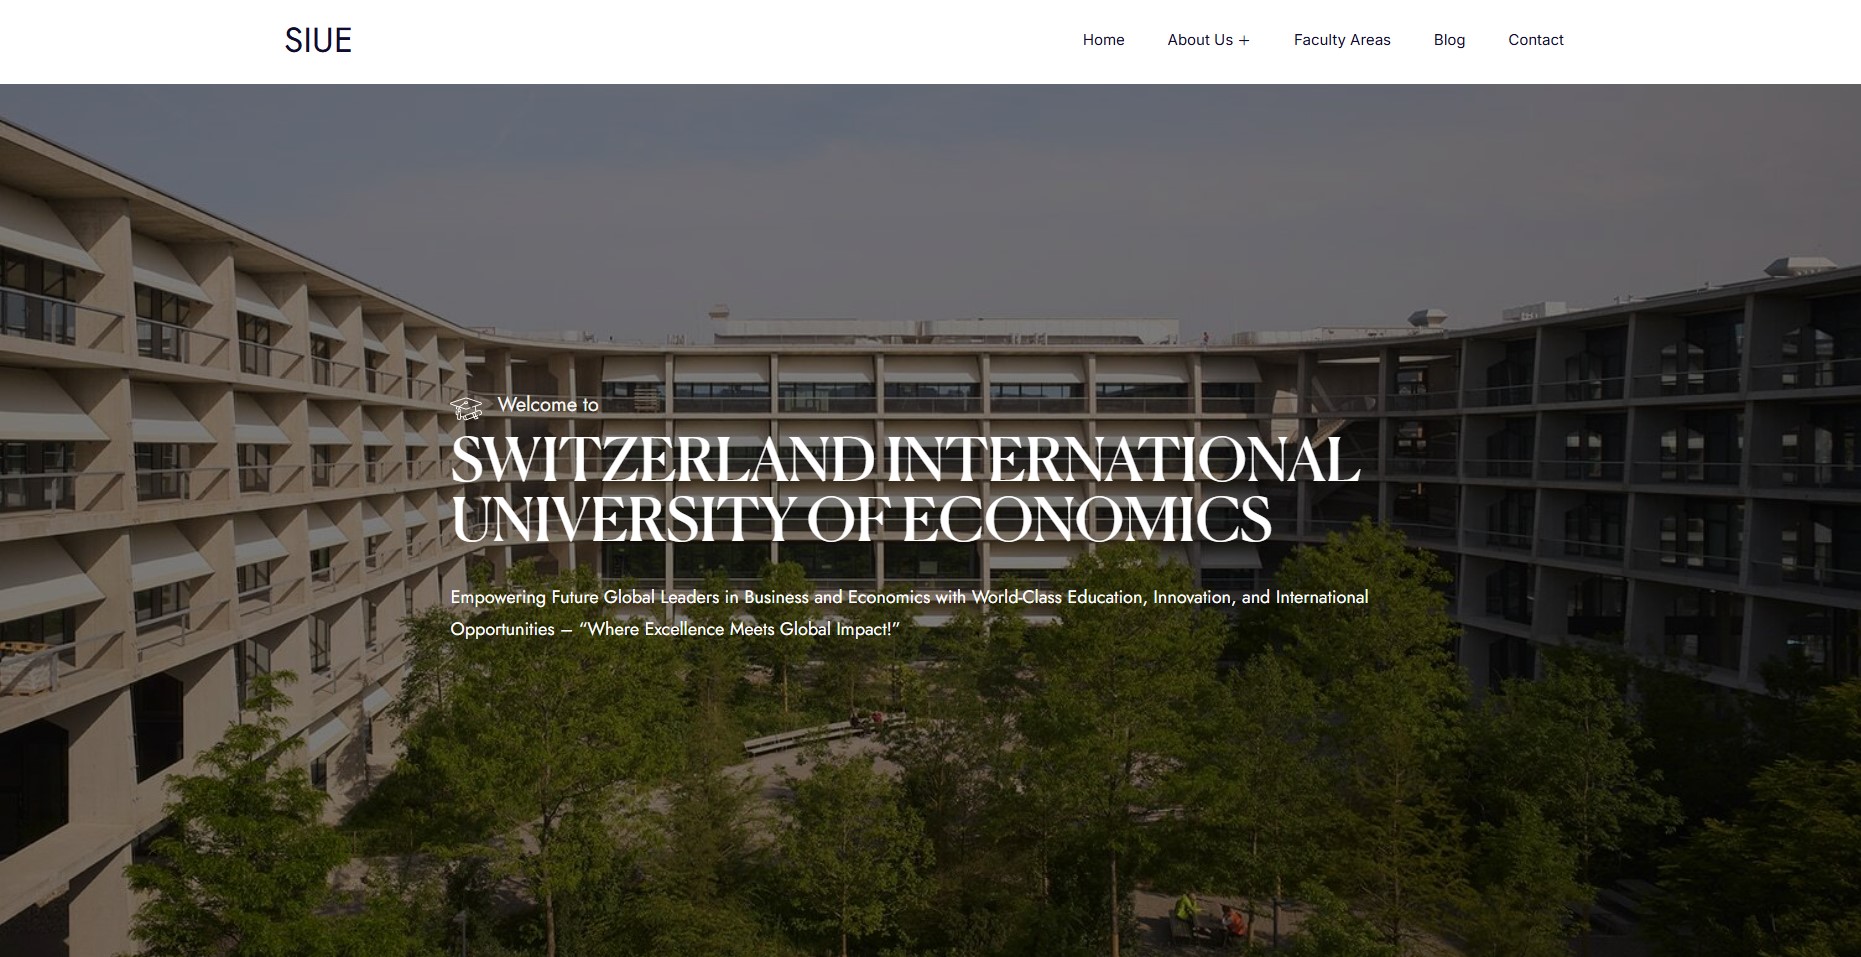 SIUE
Home About Us + Faculty Areas Blog Contact
Welcome to
SWITZERLAND INTERNATIONAL
UNIVERSITY OF ECONOMICS
Empowering Future Global Leaders in Business and Economics with World-Class Education, Innovation, and International
Opportunities – “Where Excellence Meets Global Impact!”